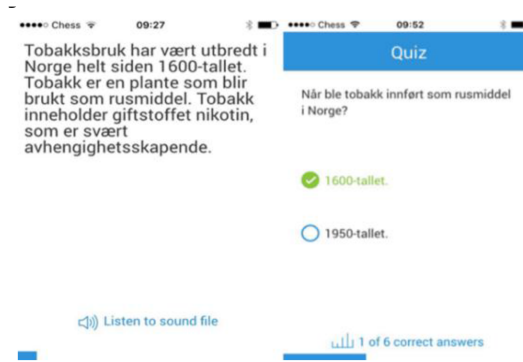 Chess 09:27
Tobakksbruk har vært utbredt i
Norge helt siden 1600-tallet.
Tobakk er en plante som blir
brukt som rusmiddel. Tobakk
inneholder giftstoffet nikotin,
som er svært
avhengighetsskapende.
Listen to sound file
Chess 09:52
Quiz
Når ble tobakk innført som rusmiddel
i Norge?
1600-tallet.
1950-tallet.
1 of 6 correct answers